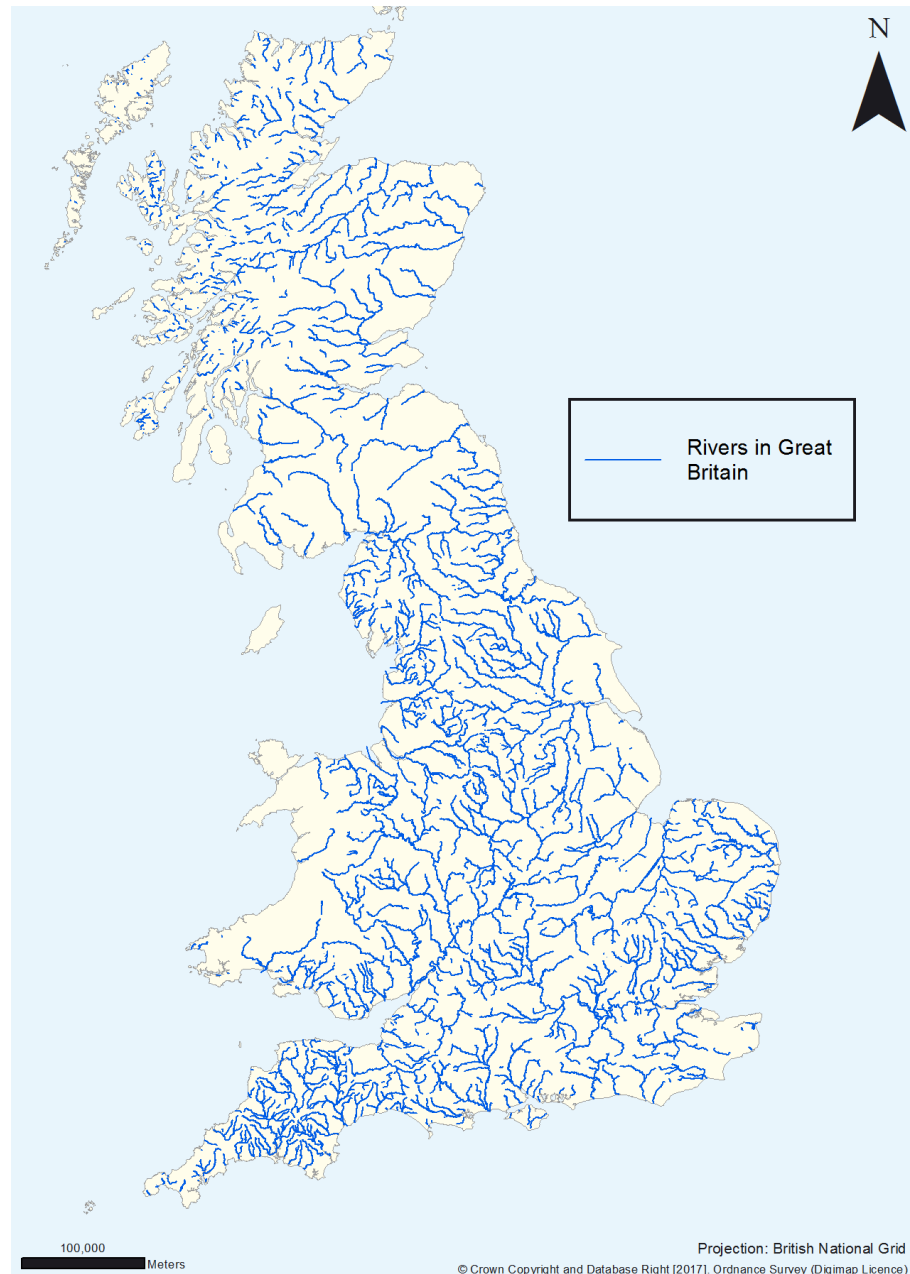 N
Rivers in Great
Britain
100,000
Meters
Projection: British National Grid
© Crown Copyright and Database Right [2017]. Ordnance Survey (Digimap Licence)